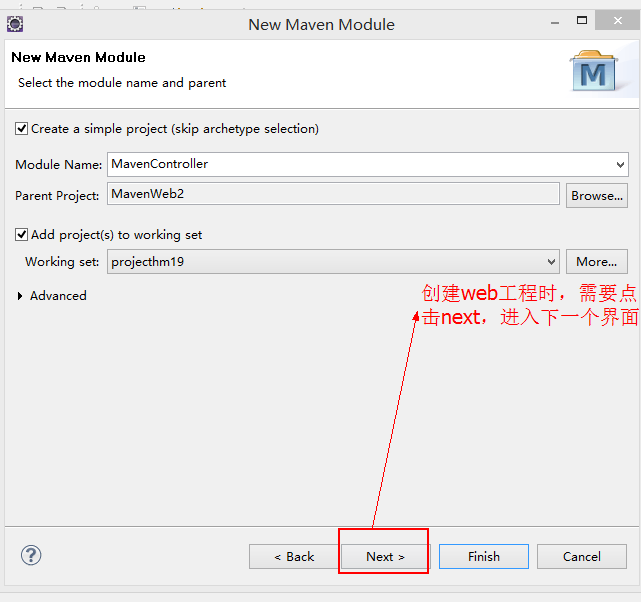 New Maven Module
New Maven Module
Select the module name and parent
M
Create a simple project (skip archetype selection)
Module Name: MavenController
Parent Project: MavenWeb2 Browse...
Add project(s) to working set
Working set: projecthm19 More...
Advanced
创建web工程时，需要点
击next，进入下一个界面
? < Back Next > Finish Cancel